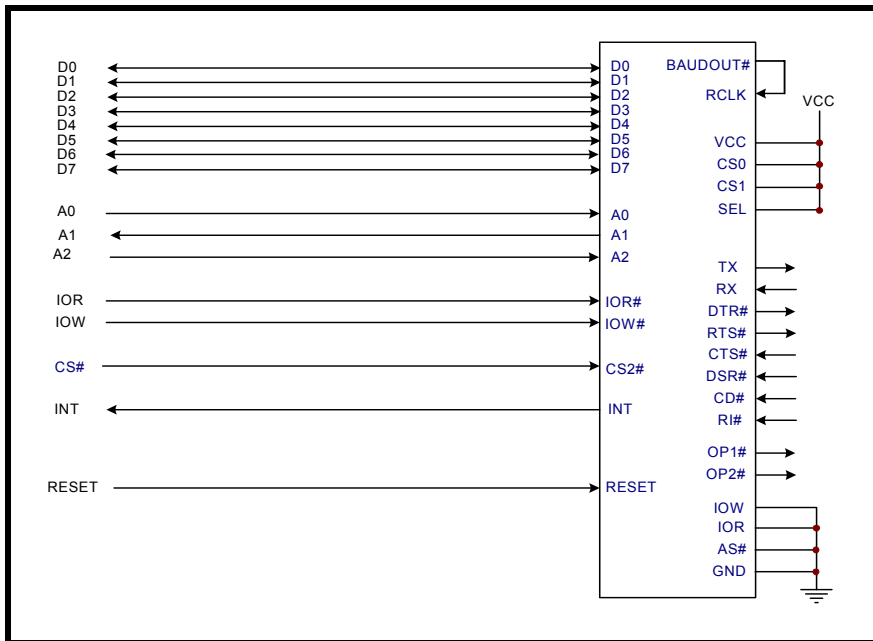 D0
D1
D2
D3
D4
D5
D6
D7
A0
A1
A2
IOR
IOW
CS#
INT
RESET
D0
D1
D2
D3
D4
D5
D6
D7
A0
A1
A2
IOR#
IOW#
CS2#
INT
RESET
BAUDOUT#
RCLK
VCC
CS0
CS1
SEL
TX
RX
DTR#
RTS#
CTS#
DSR#
CD#
RI#
OP1#
OP2#
IOW
IOR
AS#
GND
VCC